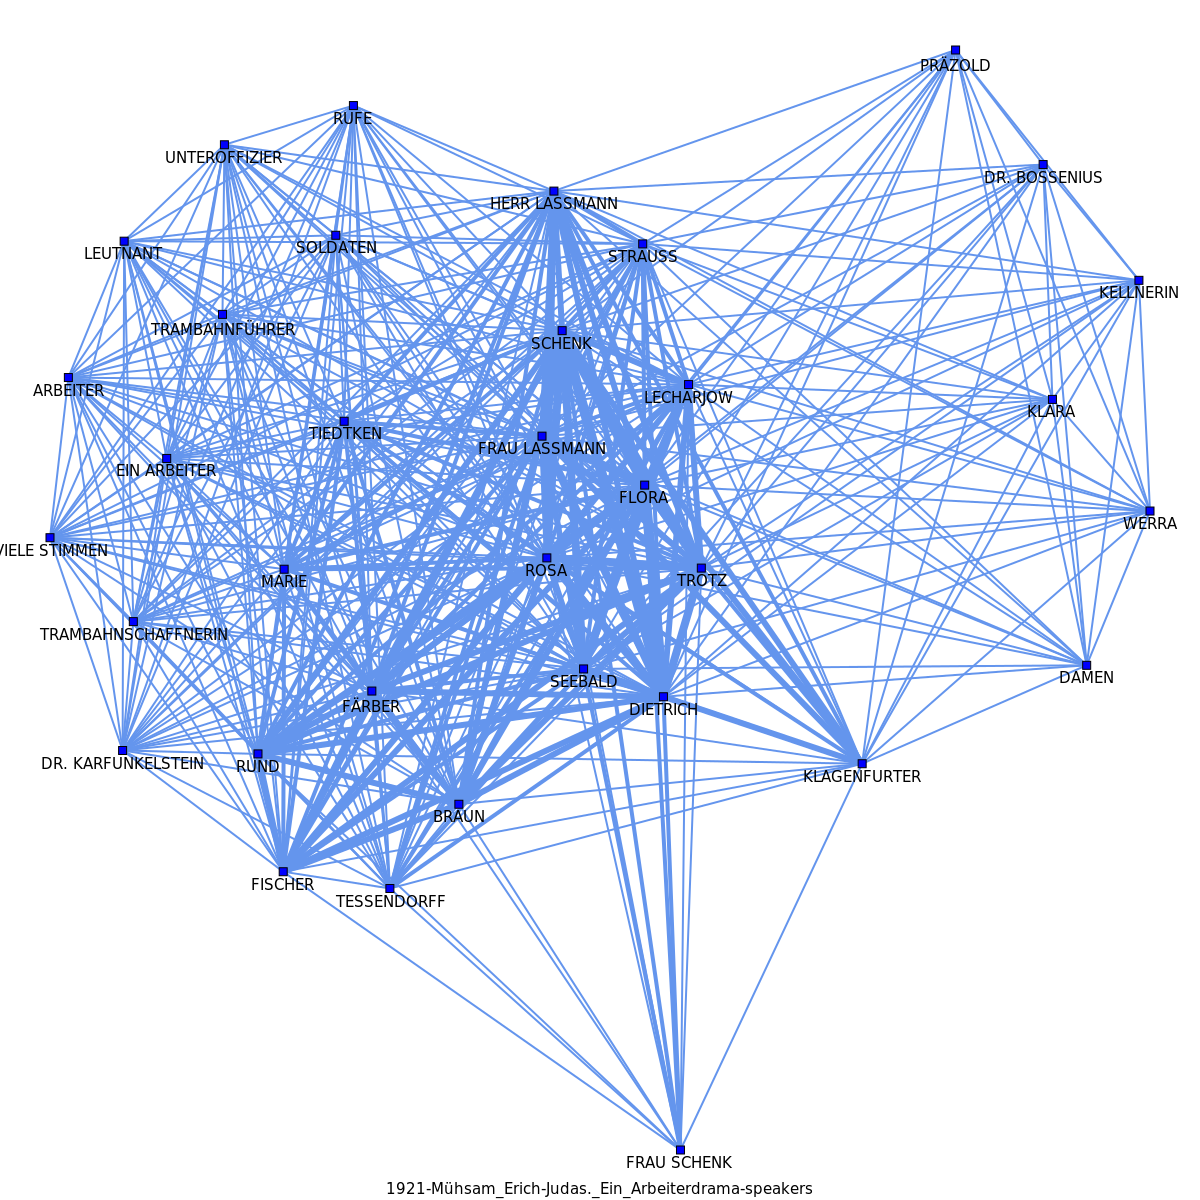 PRÄZOLD
RUFE
UNTEROFFIZIER
DR. BOSSENIUS
HERR LASSMANN
SOLDATEN
LEUTNANT
STRAUSS
KELLNERIN
TRAMBAHNFÜHRER
SCHENK
ARBEITER
LECHARJOW
KLARA
TIEDTKEN
FRAU LASSMANN
EIN ARBEITER
FLORA
WERRA
VIELE STIMMEN
ROSA
MARIE
TROTZ
TRAMBAHNSCHAFFNERIN
DAMEN
SEEBALD
FÄRBER
DIETRICH
DR. KARFUNKELSTEIN
RUND
KLAGENFURTER
BRAUN
FISCHER
TESSENDORFF
FRAU SCHENK
1921-Mühsam_Erich-Judas._Ein_Arbeiterdrama-speakers